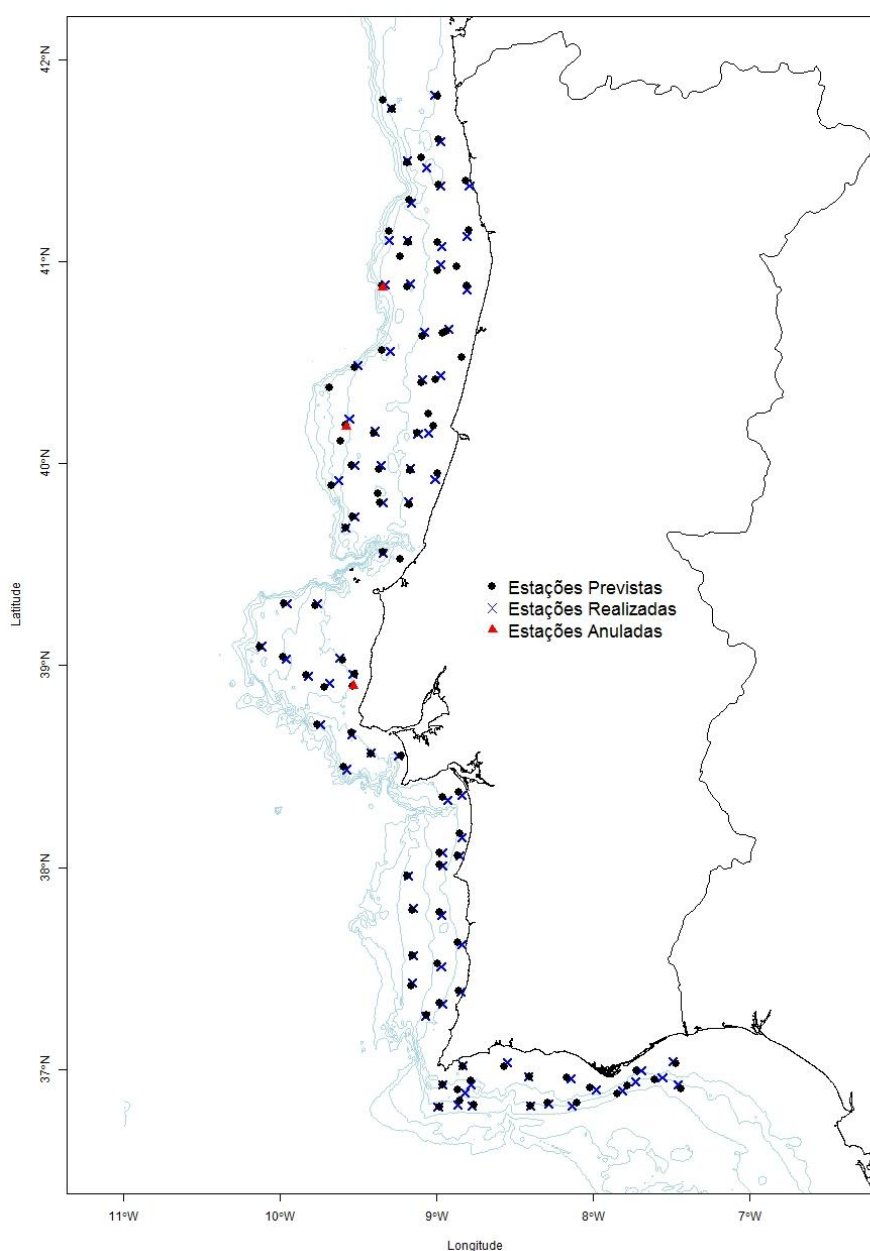 42°N
41°N
40°N
39°N
38°N
37°N
Latitude
Estações Previstas
Estações Realizadas
Estações Anuladas
11°W
10°W
9°W
8°W
7°W
Longitude